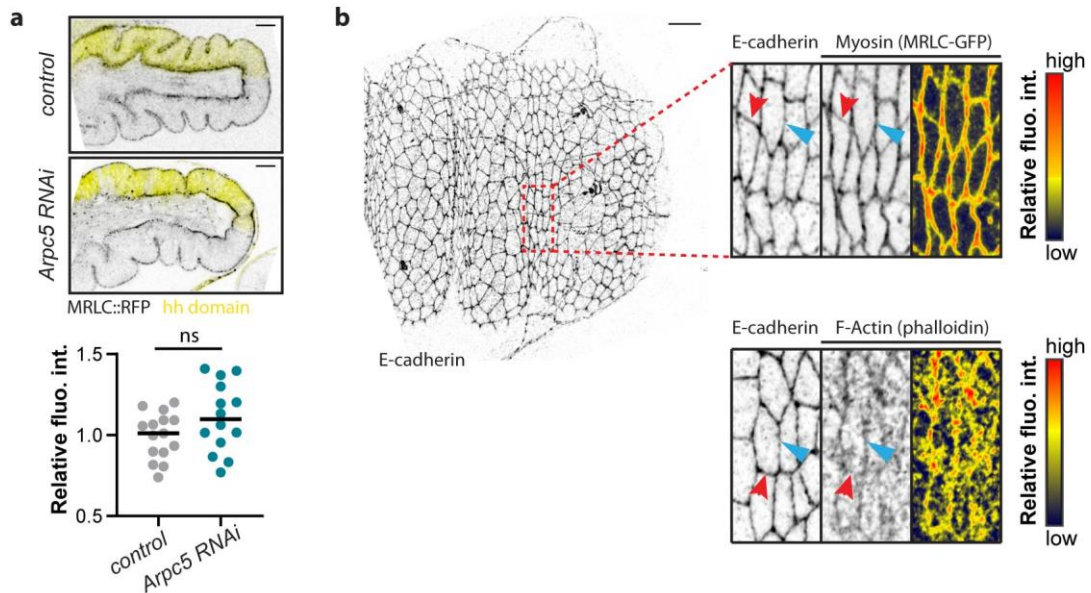 a
control
Arpc5 RNAi
MRLC::RFP hh domain
ns
Relative fluo. int.
1.5
1.0
0.5
control
Arpc5 RNAi
b
E-cadherin
E-cadherin Myosin (MRLC-GFP)
Relative fluo. int.
high
low
E-cadherin F-Actin (phalloidin)
Relative fluo. int.
high
low